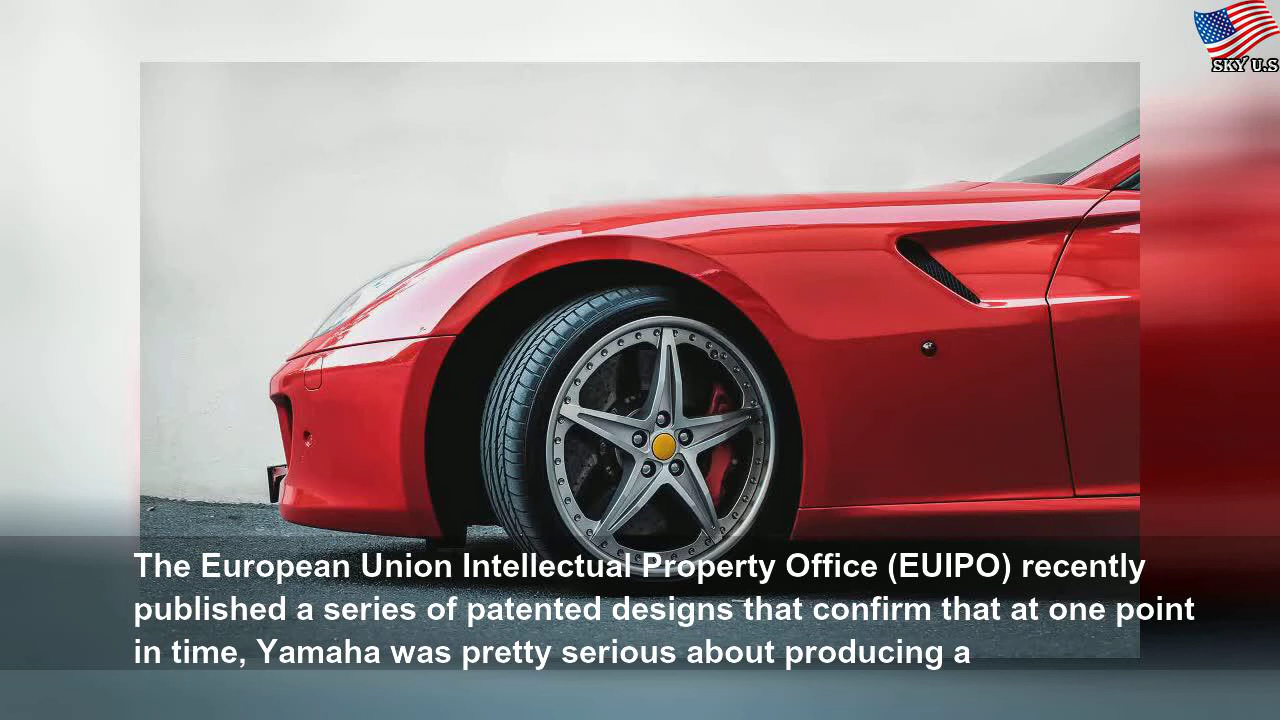 SKY U.S
The European Union Intellectual Property Office (EUIPO) recently
published a series of patented designs that confirm that at one point
in time, Yamaha was pretty serious about producing a